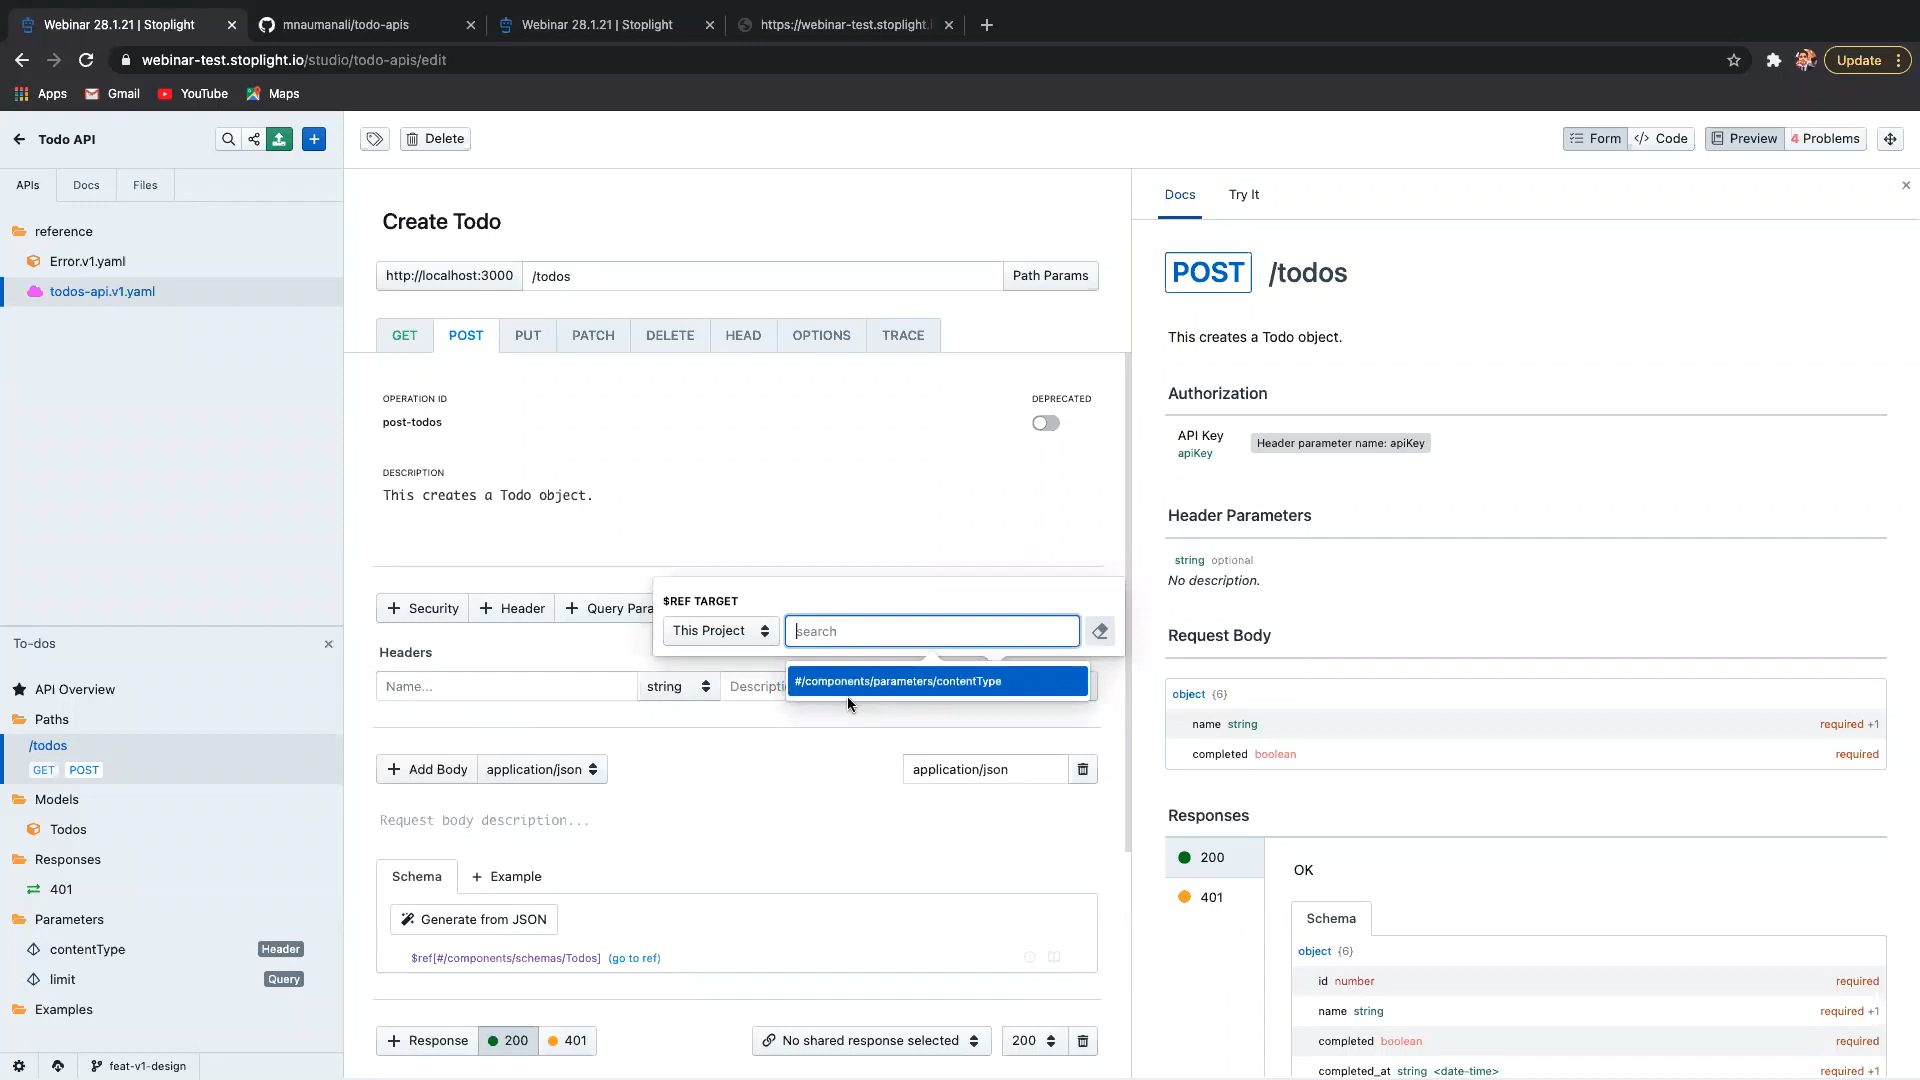 Webinar 28.1.21 | Stoplight
mnaumanali/todo-apis
Webinar 28.1.21 | Stoplight
https://webinar-test.stoplight.
webinar-test.stoplight.io/studio/todo-apis/edit
Update
Apps
Gmail
YouTube
Maps
Todo API
Delete
Form
Code
Preview
4 Problems
APIs
Docs
Files
reference
Error.v1.yaml
todos-api.v1.yaml
To-dos
API Overview
Paths
/todos
GET
POST
Models
Todos
Responses
401
Parameters
contentType
Header
limit
Query
Examples
feat-v1-design
Create Todo
http://localhost:3000
/todos
Path Params
GET
POST
PUT
PATCH
DELETE
HEAD
OPTIONS
TRACE
OPERATION ID
DEPRECATED
post-todos
DESCRIPTION
This creates a Todo object.
Security
Header
Query Para
$REF TARGET
This Project
search
#/components/parameters/contentType
Headers
Name...
string
Descripti
Add Body
application/json
application/json
Request body description...
Schema
Example
Generate from JSON
$ref[#/components/schemas/Todos] (go to ref)
Response
200
401
No shared response selected
200
Docs
Try It
POST /todos
This creates a Todo object.
Authorization
API Key
apiKey
Header parameter name: apiKey
Header Parameters
string optional
No description.
Request Body
object {6}
name string required +1
completed boolean required
Responses
200
401
OK
Schema
object {6}
id number required
name string required +1
completed boolean required
completed_at string <date-time> required +1